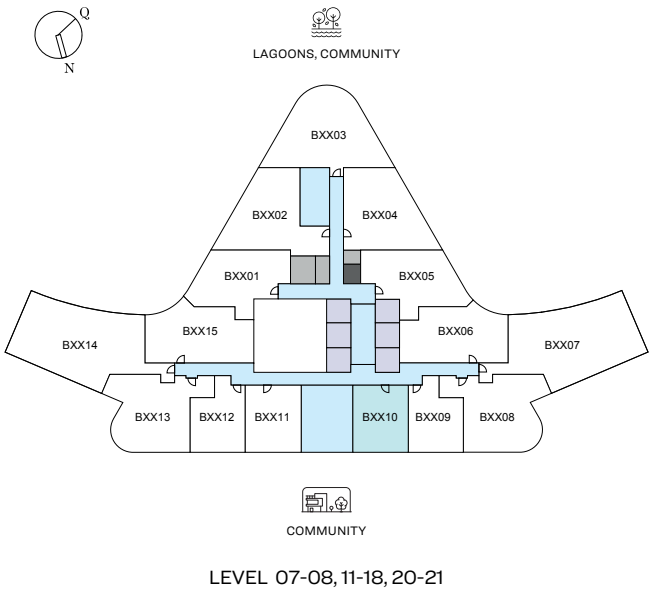 Q
N
LAGOONS, COMMUNITY
BXX03
BXX02
BXX04
BXX01
BXX05
BXX15
BXX06
BXX14
BXX07
BXX13
BXX12
BXX11
BXX10
BXX09
BXX08
COMMUNITY
LEVEL 07-08, 11-18, 20-21